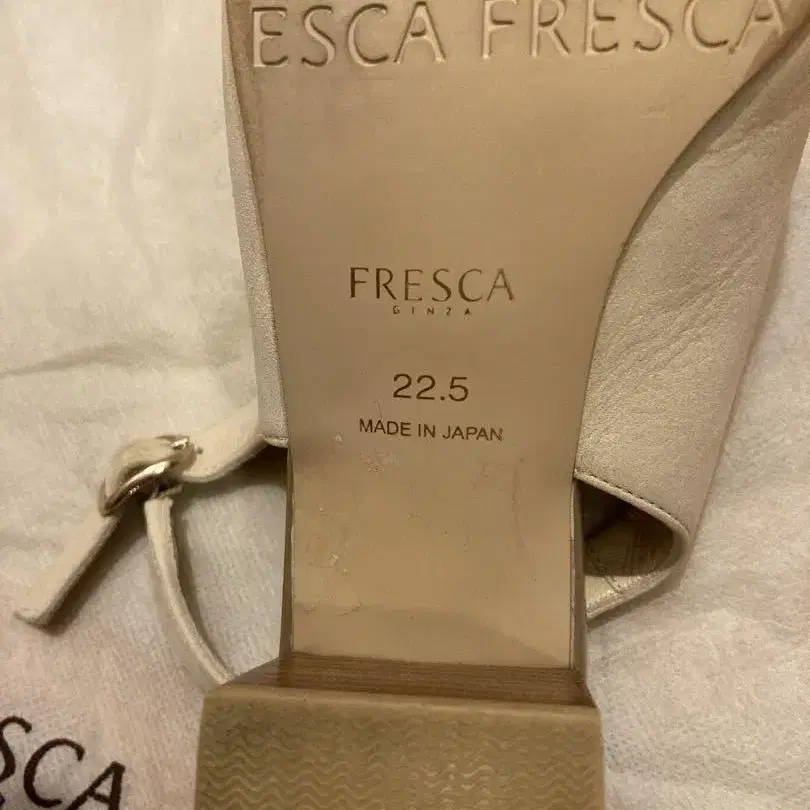 ESCA FRESCA
FRESCA
GINZA
22.5
MADE IN JAPAN
SCA